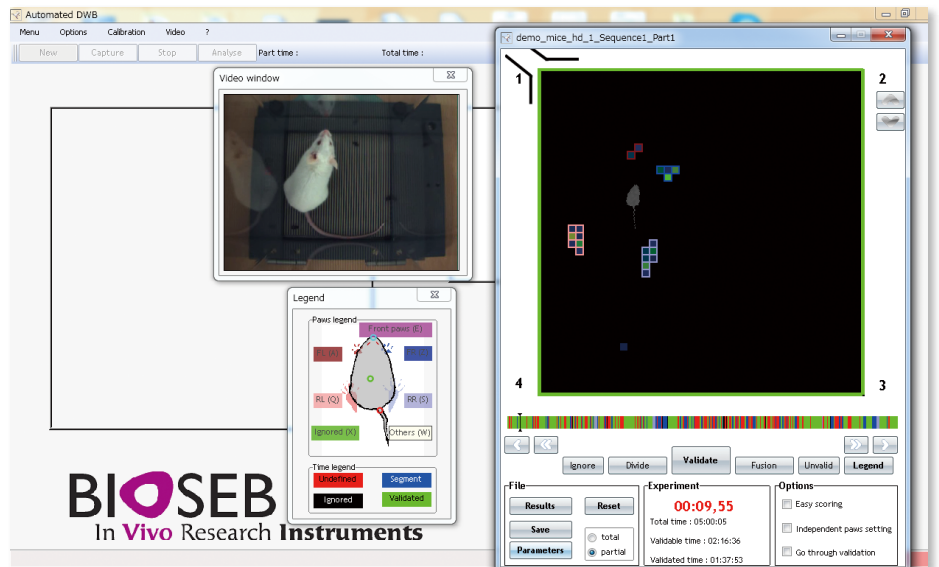 Automated DWB
Menu Options Calibration Video ?
New Capture Stop Analyse Part time : Total time :
Video window
Legend
Paws legend
Front paws (E)
RL (Q)
RR (S)
Ignored (X)
Others (W)
Time legend
Undefined Segment
Ignored Validated
BIOSEB
In Vivo Research Instruments
demo_mice_hd_1_Sequence1_Part1
1 2
4 3
Ignore Divide Validate Fusion Unvalid Legend
File
Results Reset
Save
total
Parameters partial
Experiment
00:09,55
Total time : 05:00:05
Validable time : 02:16:36
Validated time : 01:37:53
Options
Easy scoring
Independent paws setting
Go through validation